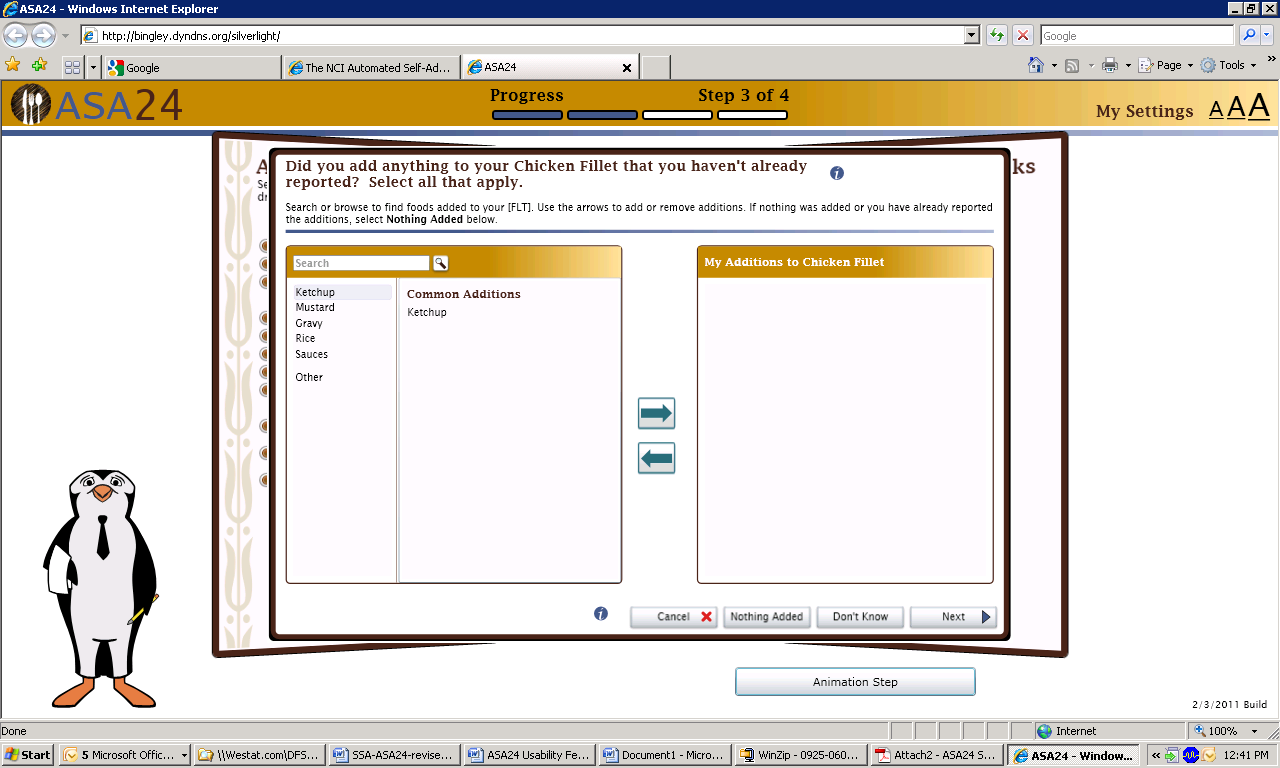 ASA24 - Windows Internet Explorer
http://bingley.dyndns.org/silverlight/
Google
Google
The NCI Automated Self-Ad...
ASA24
Page
Tools
»
ASA24
Progress
Step 3 of 4
My Settings
A A A
A
ks
Se
dr
Did you add anything to your Chicken Fillet that you haven't already
reported? Select all that apply.
i
Search or browse to find foods added to your [FLT]. Use the arrows to add or remove additions. If nothing was added or you have already reported
the additions, select Nothing Added below.
Search
My Additions to Chicken Fillet
Ketchup
Mustard
Gravy
Rice
Sauces
Other
Common Additions
Ketchup
i
Cancel
Nothing Added
Don't Know
Next
Animation Step
2/3/2011 Build
Done
Internet
100%
Start
5 Microsoft Offic...
\\Westat.com\DFS...
SSA-ASA24-revise...
ASA24 Usability Fe...
Document1 - Micro...
WinZip - 0925-060...
Attach2 - ASA24 S...
ASA24 - Window...
«
12:41 PM